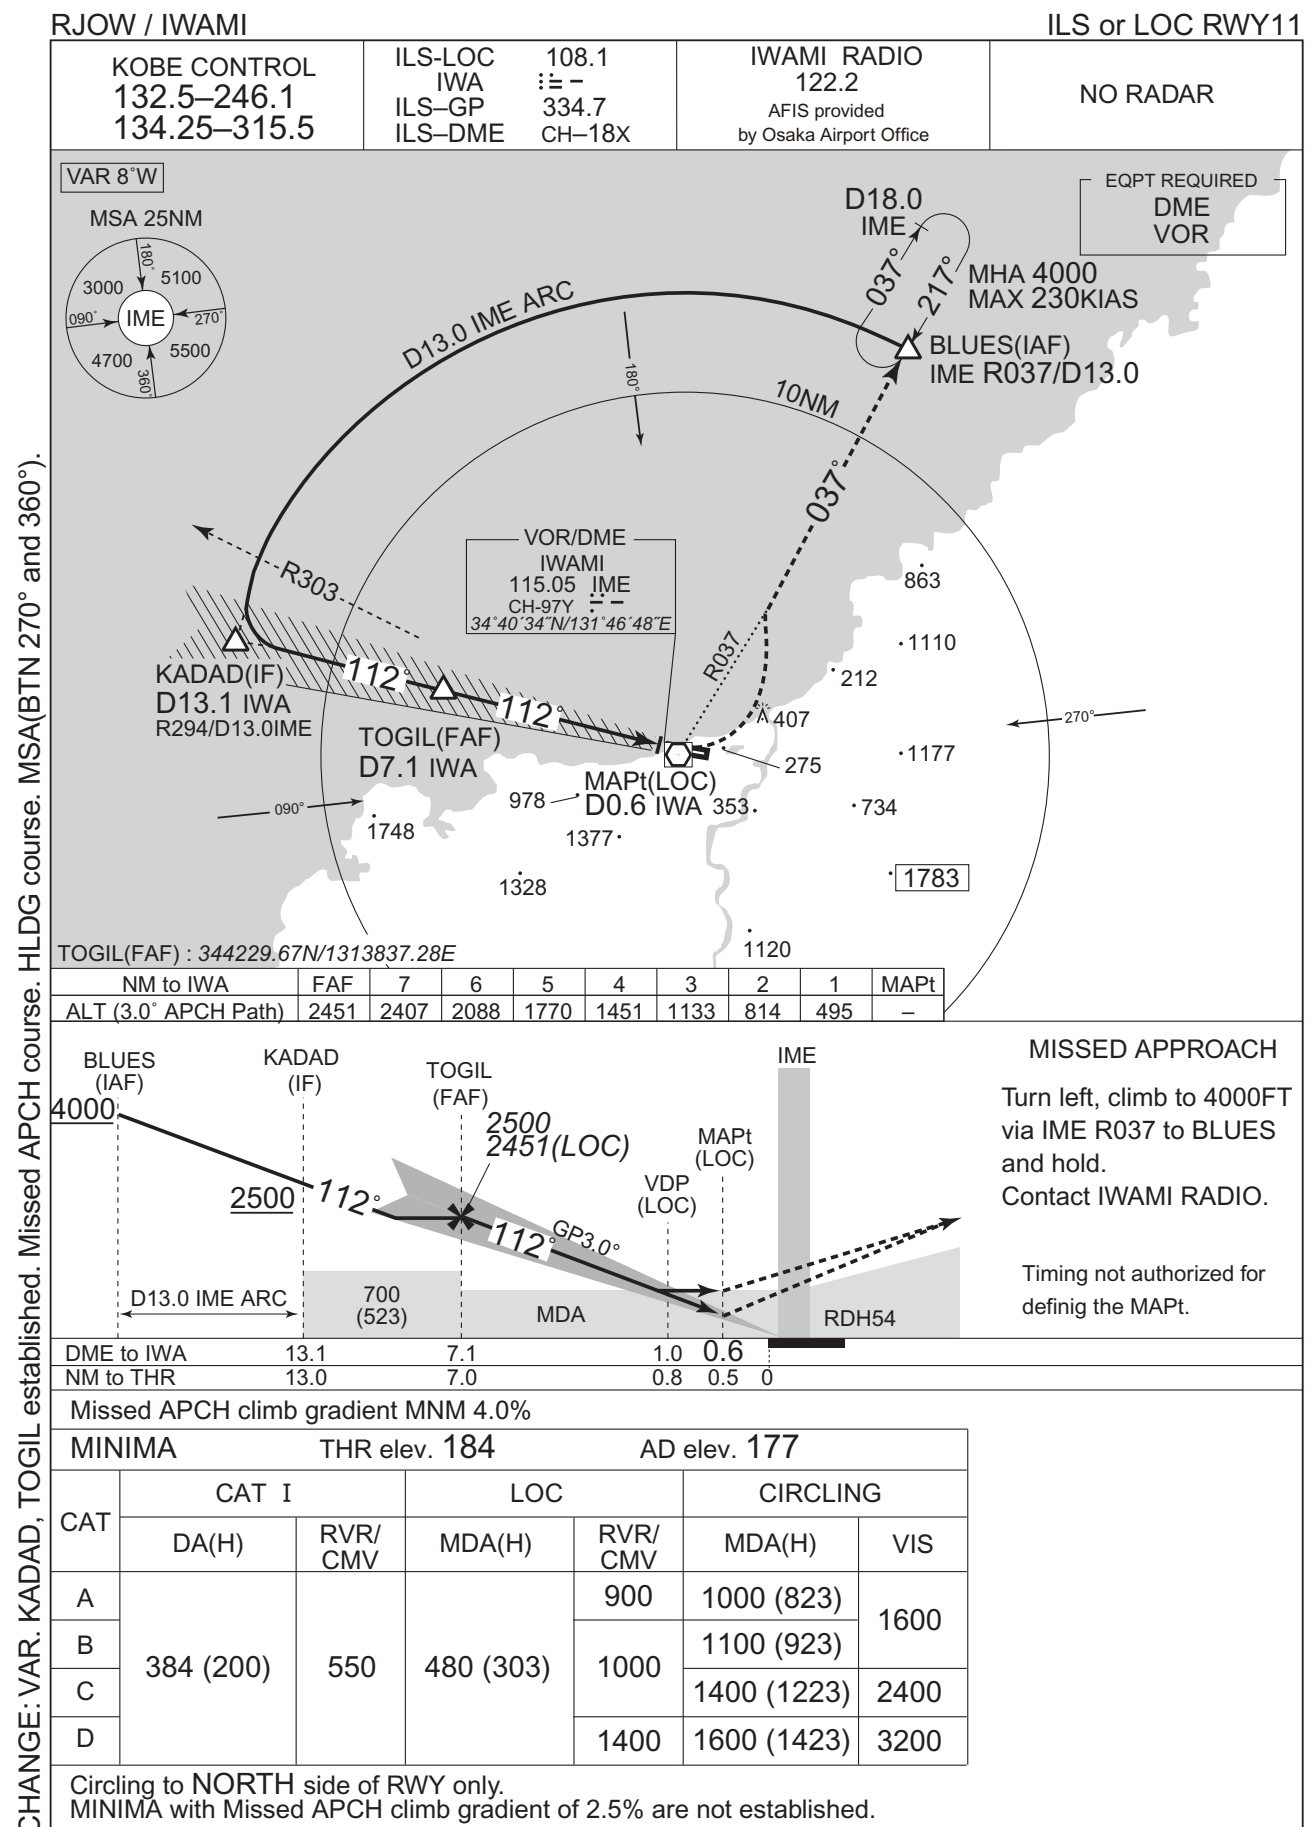 RJOW / IWAMI
ILS or LOC RWY11
KOBE CONTROL
132.5–246.1
134.25–315.5
ILS-LOC 108.1
IWA
ILS–GP 334.7
ILS–DME CH–18X
IWAMI RADIO
122.2
AFIS provided
by Osaka Airport Office
NO RADAR
VAR 8°W
MSA 25NM
180°
3000
5100
090°
IME
270°
4700
5500
360°
D18.0
IME
EQPT REQUIRED
DME
VOR
037°
217°
MHA 4000
MAX 230KIAS
D13.0 IME ARC
BLUES(IAF)
IME R037/D13.0
180°
10NM
037°
R303
VOR/DME
IWAMI
115.05 IME
CH-97Y
34°40´34˝N/131°46´48˝E
863
R037
1110
212
KADAD(IF)
D13.1 IWA
R294/D13.0IME
112°
112°
407
270°
TOGIL(FAF)
D7.1 IWA
275
1177
MAPt(LOC)
D0.6 IWA
978
353
734
090°
1748
1377
1328
1783
1120
TOGIL(FAF) : 344229.67N/1313837.28E
NM to IWA FAF 7 6 5 4 3 2 1 MAPt
ALT (3.0° APCH Path) 2451 2407 2088 1770 1451 1133 814 495 –
BLUES
(IAF)
KADAD
(IF)
TOGIL
(FAF)
IME
4000
2500
2451(LOC)
MAPt
(LOC)
VDP
(LOC)
2500
112°
112°
GP3.0°
D13.0 IME ARC
700
(523)
MDA
RDH54
DME to IWA 13.1 7.1 1.0 0.6
NM to THR 13.0 7.0 0.8 0.5 0
MISSED APPROACH
Turn left, climb to 4000FT
via IME R037 to BLUES
and hold.
Contact IWAMI RADIO.
Timing not authorized for
definig the MAPt.
Missed APCH climb gradient MNM 4.0%
MINIMA THR elev. 184 AD elev. 177
CAT
CAT I
LOC
CIRCLING
DA(H)
RVR/
CMV
MDA(H)
RVR/
CMV
MDA(H)
VIS
A 384 (200) 550 480 (303) 900 1000 (823) 1600
B 1000 1100 (923)
C 1400 (1223) 2400
D 1400 1600 (1423) 3200
Circling to NORTH side of RWY only.
MINIMA with Missed APCH climb gradient of 2.5% are not established.
CHANGE: VAR. KADAD, TOGIL established. Missed APCH course. HLDG course. MSA(BTN 270° and 360°).